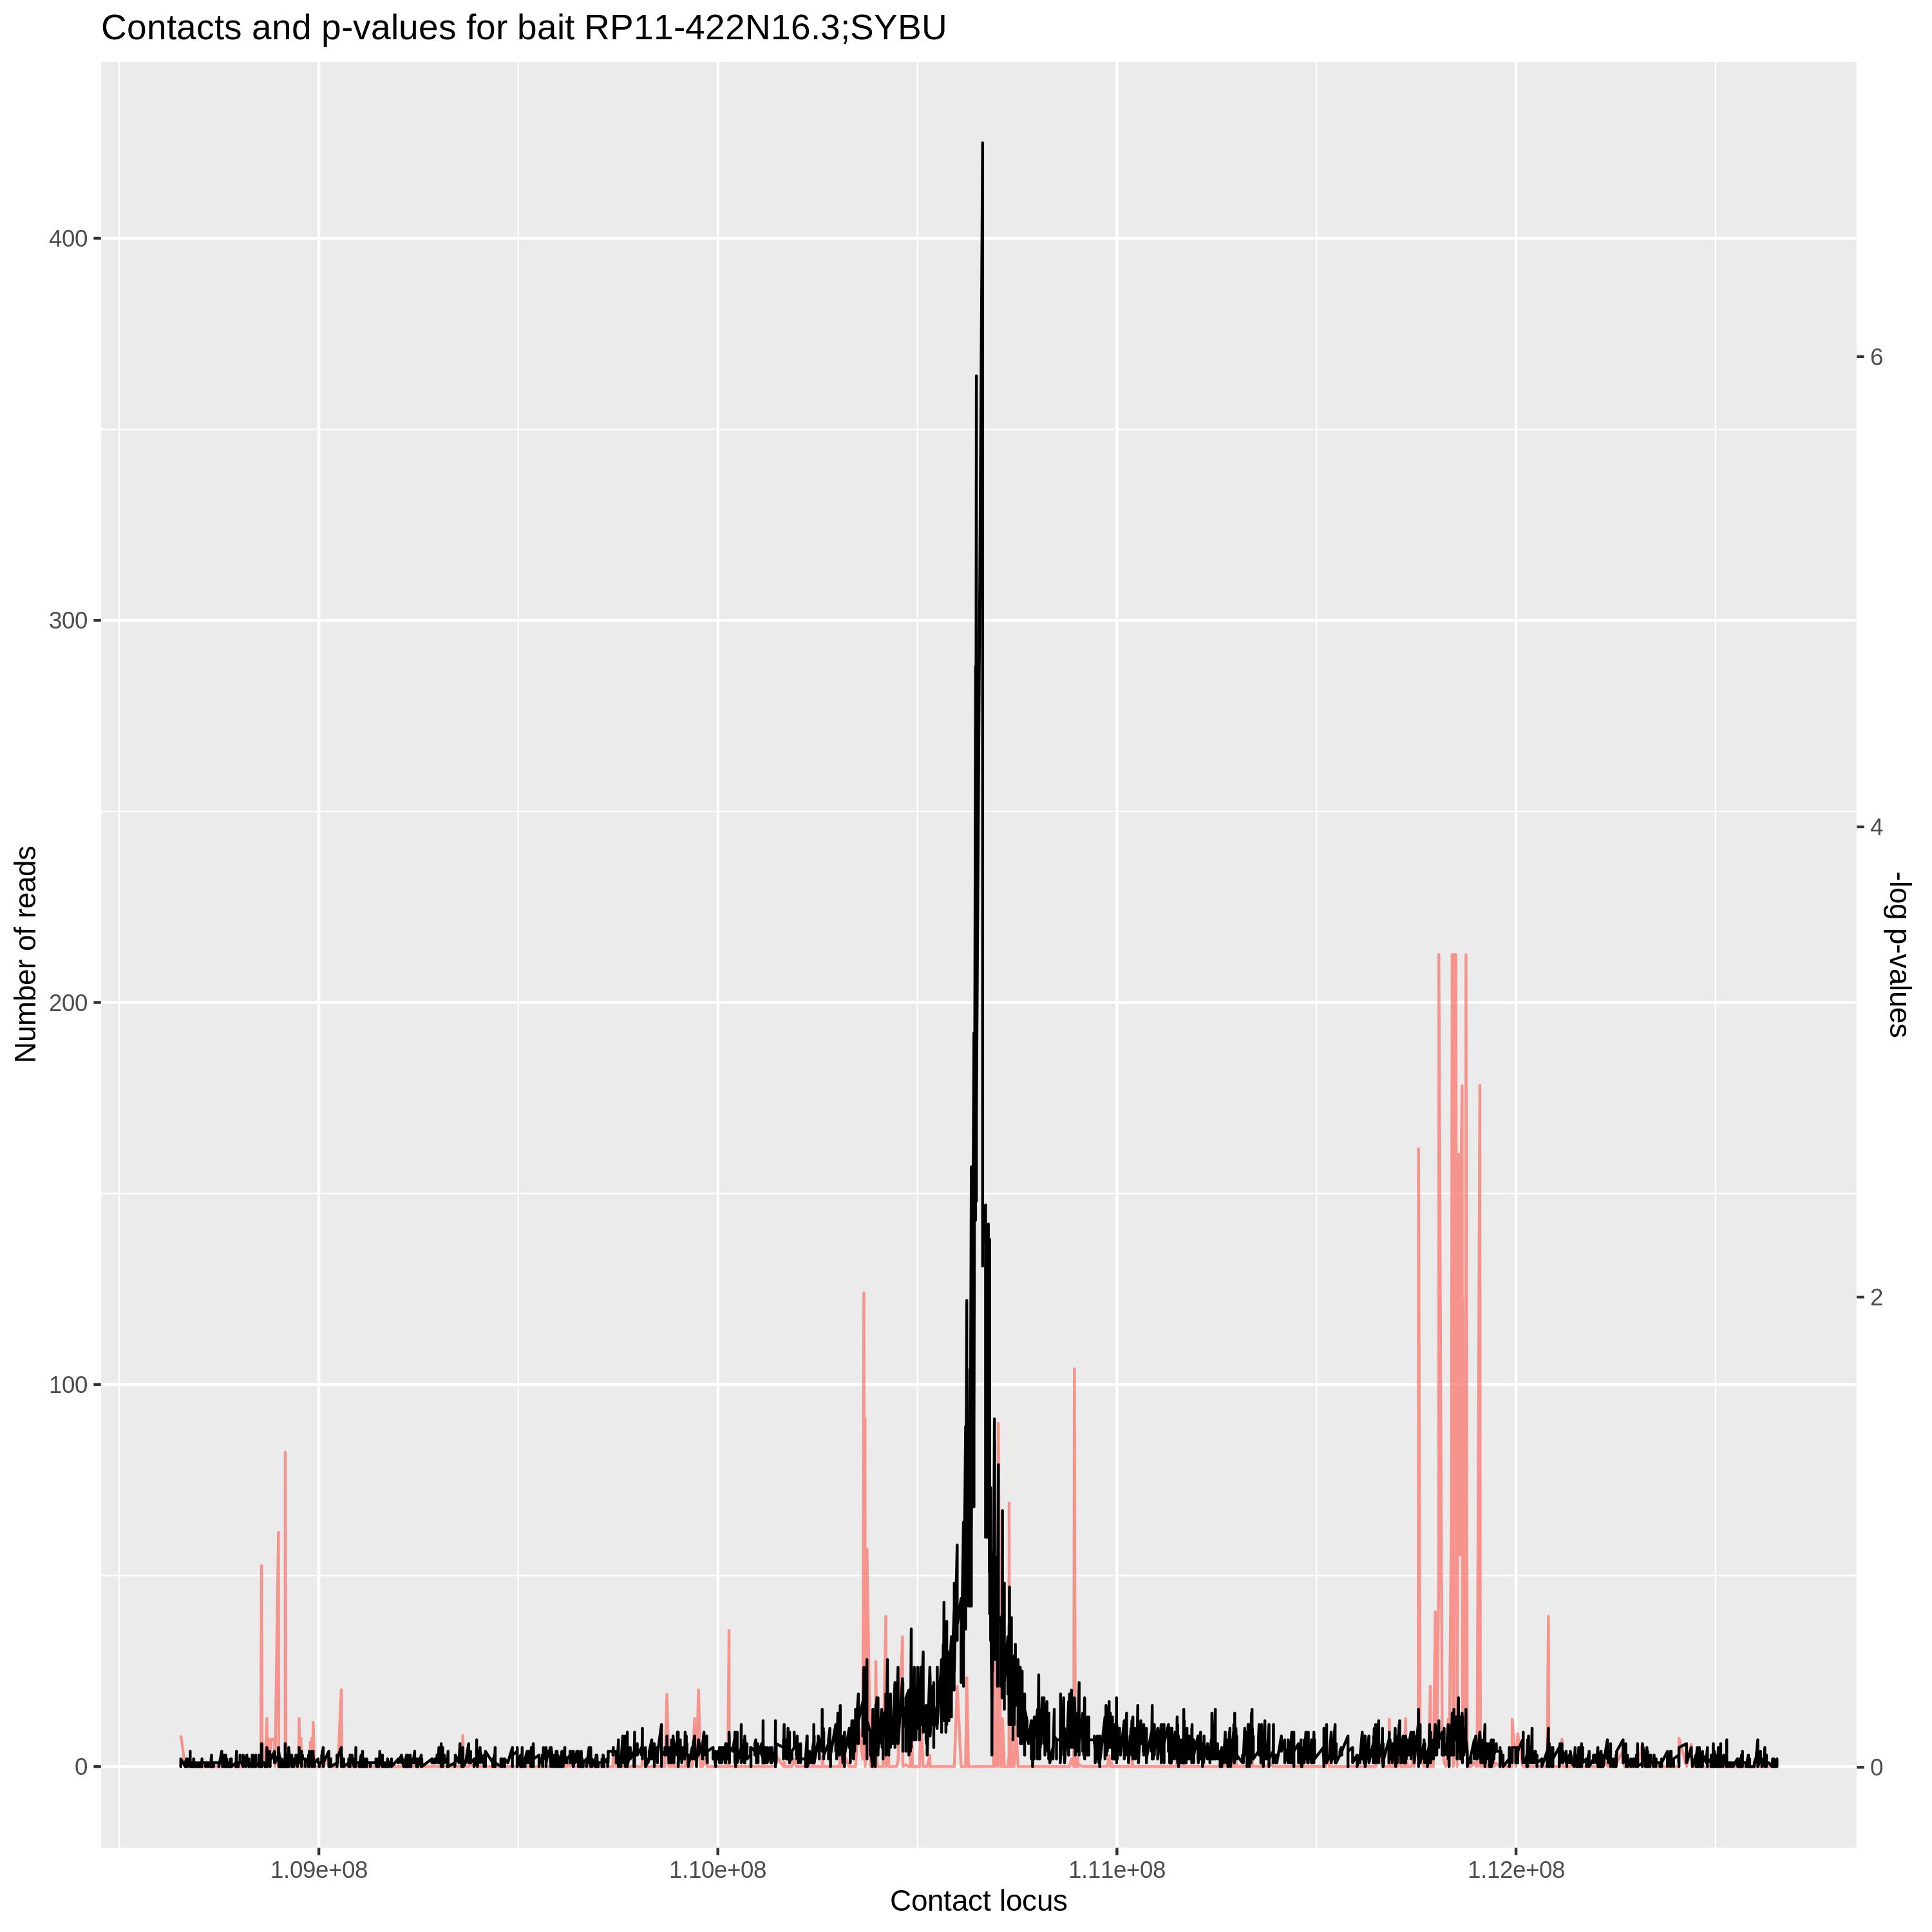 Contacts and p-values for bait RP11-422N16.3;SYBU
400
300
200
100
0
Number of reads
6
4
2
0
-log p-values
1.09e+08
1.10e+08
1.11e+08
1.12e+08
Contact locus